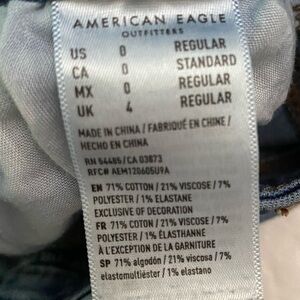 AMERICAN EAGLE
OUTFITTERS
US 0 REGULAR
CA 0 STANDARD
MX 0 REGULAR
UK 4 REGULAR
MADE IN CHINA / FABRIQUÉ EN CHINE /
HECHO EN CHINA
RN 54485/CA 03873
RFC# AEM120605U9A
EN 71% COTTON / 21% VISCOSE / 7%
POLYESTER / 1% ELASTANE
EXCLUSIVE OF DECORATION
FR 71% COTON / 21% VISCOSE / 7%
POLYESTER / 1% ÉLASTHANNE
À L'EXCEPTION DE LA GARNITURE
SP 71% algodón / 21% viscosa / 7%
elastomultiéster / 1% elastano